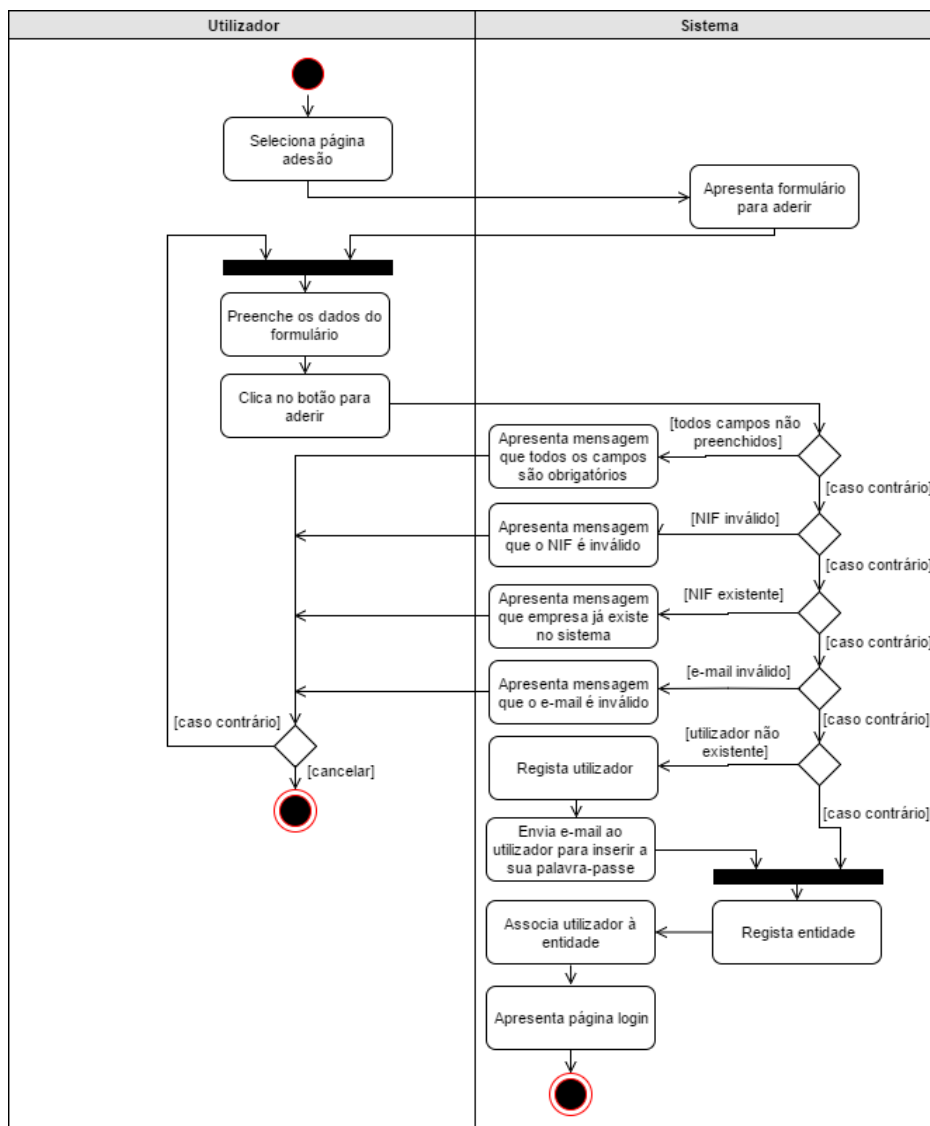 Utilizador
Sistema
Seleciona página
adesão
Apresenta formulário
para aderir
Preenche os dados do
formulário
Clica no botão para
aderir
[todos campos não
preenchidos]
Apresenta mensagem
que todos os campos
são obrigatórios
[caso contrário]
[NIF inválido]
Apresenta mensagem
que o NIF é inválido
[caso contrário]
[NIF existente]
Apresenta mensagem
que empresa já existe
no sistema
[caso contrário]
[e-mail inválido]
Apresenta mensagem
que o e-mail é inválido
[caso contrário]
[caso contrário]
[cancelar]
[utilizador não
existente]
Regista utilizador
[caso contrário]
Envia e-mail ao
utilizador para inserir a
sua palavra-passe
Regista entidade
Associa utilizador à
entidade
Apresenta página login